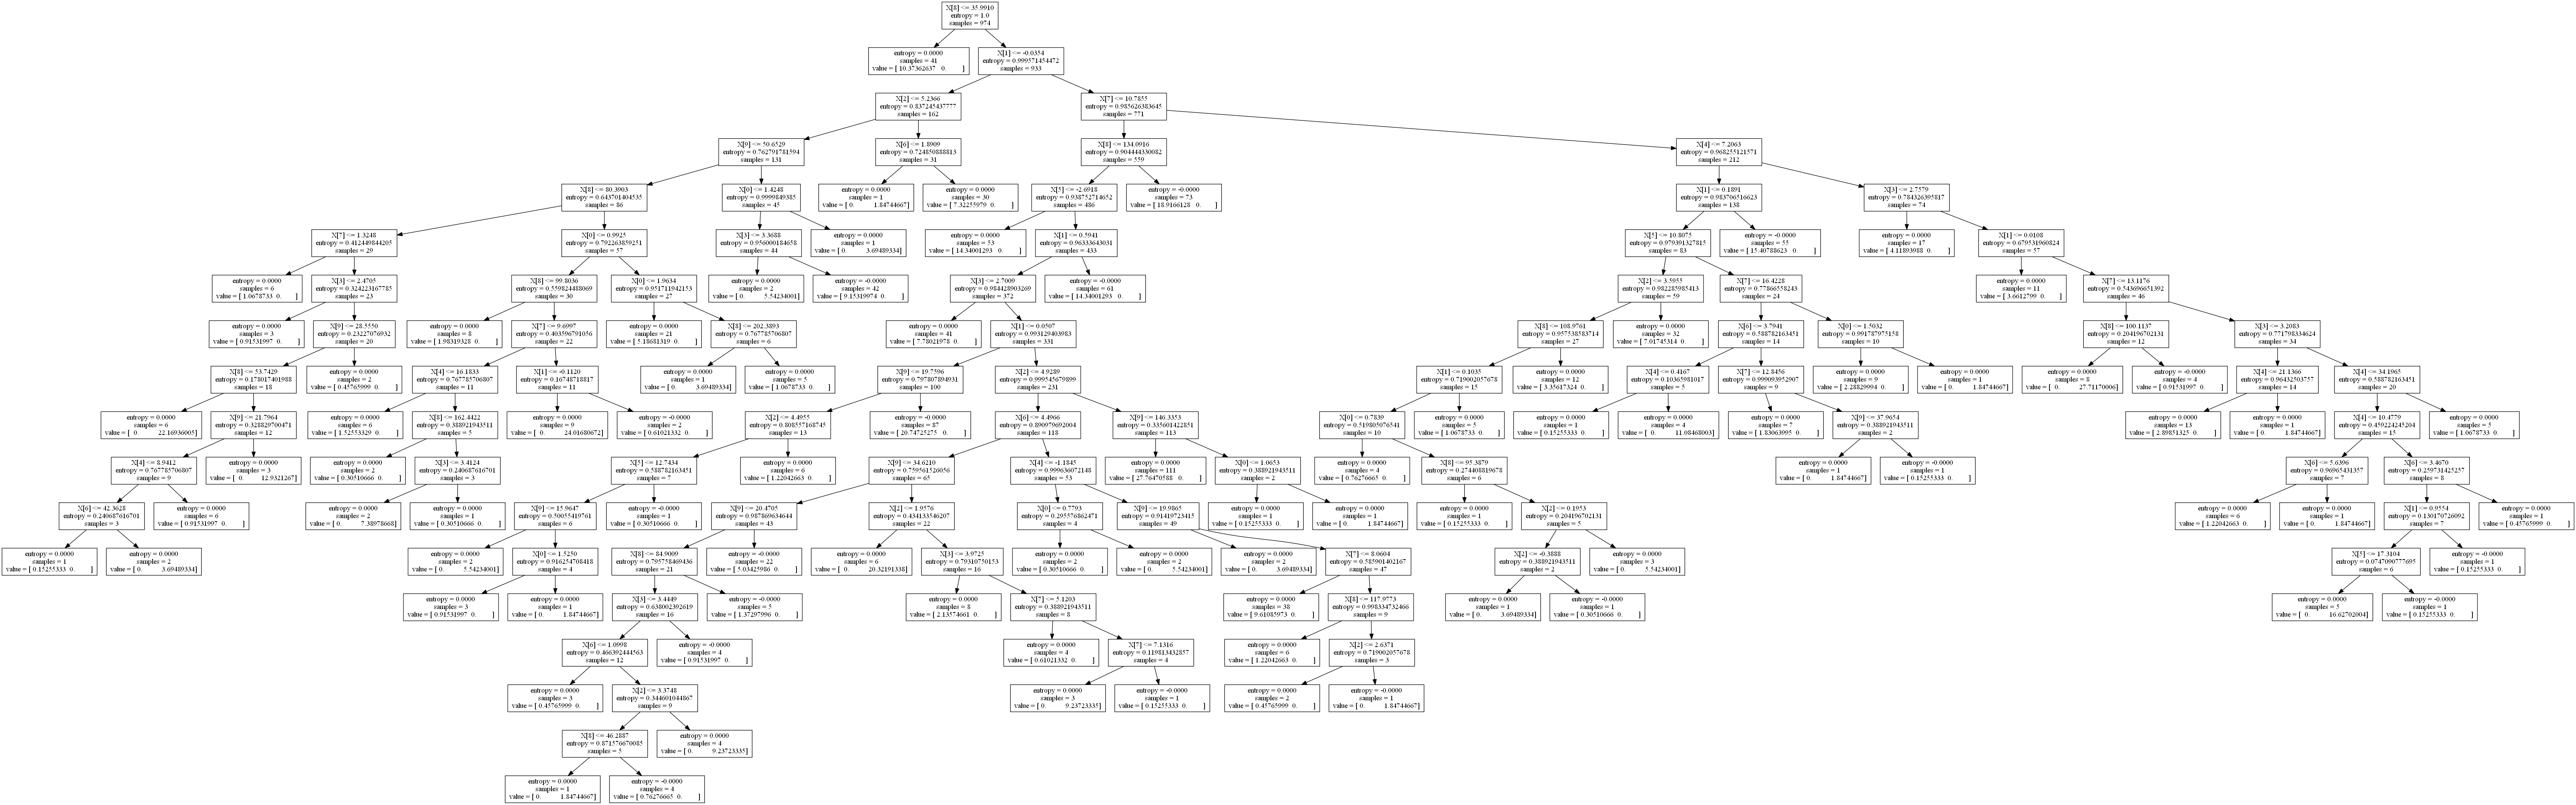 X[8] <= 35.9910
entropy = 1.0
samples = 974
entropy = 0.0000
samples = 41
value = [ 10.37362637 0. ]
X[1] <= -0.0354
entropy = 0.999571454472
samples = 933
X[2] <= 5.2366
entropy = 0.837245437777
samples = 162
X[7] <= 10.7855
entropy = 0.985626383645
samples = 771
X[9] <= 50.6529
entropy = 0.762791781594
samples = 131
X[6] <= 1.8909
entropy = 0.724850888813
samples = 31
X[8] <= 134.0916
entropy = 0.904444330082
samples = 559
X[4] <= 7.2063
entropy = 0.968255121571
samples = 212
X[8] <= 80.3903
entropy = 0.643701404535
samples = 86
X[0] <= 1.4248
entropy = 0.9999849385
samples = 45
entropy = 0.0000
samples = 1
value = [ 0. 1.84744667]
entropy = 0.0000
samples = 30
value = [ 7.32255979 0. ]
X[5] <= -2.6918
entropy = 0.938752714652
samples = 486
entropy = -0.0000
samples = 73
value = [ 18.9166128 0. ]
X[1] <= 0.1891
entropy = 0.983706516623
samples = 138
X[3] <= 2.7579
entropy = 0.784326395817
samples = 74
X[7] <= 1.3248
entropy = 0.412449844205
samples = 29
X[0] <= 0.9925
entropy = 0.792263859251
samples = 57
X[3] <= 3.3688
entropy = 0.956000184658
samples = 44
entropy = 0.0000
samples = 1
value = [ 0. 3.69489334]
entropy = 0.0000
samples = 53
value = [ 14.34001293 0. ]
X[1] <= 0.5941
entropy = 0.96333643031
samples = 433
X[5] <= 10.8075
entropy = 0.979391327815
samples = 83
entropy = -0.0000
samples = 55
value = [ 15.40788623 0. ]
entropy = 0.0000
samples = 17
value = [ 4.11893988 0. ]
X[1] <= 0.0108
entropy = 0.679531960824
samples = 57
entropy = 0.0000
samples = 6
value = [ 1.0678733 0. ]
X[3] <= 2.4705
entropy = 0.324223167785
samples = 23
X[8] <= 99.8036
entropy = 0.559824488069
samples = 30
X[0] <= 1.9634
entropy = 0.951711942153
samples = 27
entropy = 0.0000
samples = 2
value = [ 0. 5.54234001]
entropy = -0.0000
samples = 42
value = [ 9.15319974 0. ]
X[3] <= 2.7009
entropy = 0.984428903269
samples = 372
entropy = -0.0000
samples = 61
value = [ 14.34001293 0. ]
X[2] <= 3.5955
entropy = 0.982285985413
samples = 59
X[7] <= 16.4228
entropy = 0.77866558243
samples = 24
entropy = 0.0000
samples = 11
value = [ 3.6612799 0. ]
X[7] <= 13.1176
entropy = 0.543696651392
samples = 46
entropy = 0.0000
samples = 3
value = [ 0.91531997 0. ]
X[9] <= 28.5550
entropy = 0.23227076932
samples = 20
entropy = 0.0000
samples = 8
value = [ 1.98319328 0. ]
X[7] <= 9.6997
entropy = 0.403596791056
samples = 22
entropy = 0.0000
samples = 21
value = [ 5.18681319 0. ]
X[8] <= 202.3893
entropy = 0.767785706807
samples = 6
entropy = 0.0000
samples = 41
value = [ 7.78021978 0. ]
X[1] <= 0.0507
entropy = 0.993129403983
samples = 331
X[8] <= 108.9761
entropy = 0.957538583714
samples = 27
entropy = 0.0000
samples = 32
value = [ 7.01745314 0. ]
X[6] <= 3.7941
entropy = 0.588782163451
samples = 14
X[0] <= 1.5032
entropy = 0.991787975158
samples = 10
X[8] <= 100.1137
entropy = 0.204196702131
samples = 12
X[3] <= 3.2083
entropy = 0.771798334624
samples = 34
X[8] <= 53.7429
entropy = 0.178017401988
samples = 18
entropy = 0.0000
samples = 2
value = [ 0.45765999 0. ]
X[4] <= 16.1833
entropy = 0.767785706807
samples = 11
X[1] <= -0.1120
entropy = 0.16748718817
samples = 11
entropy = 0.0000
samples = 1
value = [ 0. 3.69489334]
entropy = 0.0000
samples = 5
value = [ 1.0678733 0. ]
X[9] <= 19.7596
entropy = 0.797807894931
samples = 100
X[2] <= 4.9289
entropy = 0.999545679899
samples = 231
X[1] <= 0.1035
entropy = 0.719002057678
samples = 15
entropy = 0.0000
samples = 12
value = [ 3.35617324 0. ]
X[4] <= 0.4167
entropy = 0.10365981017
samples = 5
X[7] <= 12.8456
entropy = 0.999093952907
samples = 9
entropy = 0.0000
samples = 9
value = [ 2.28829994 0. ]
entropy = 0.0000
samples = 1
value = [ 0. 1.84744667]
entropy = 0.0000
samples = 8
value = [ 0. 27.71170006]
entropy = -0.0000
samples = 4
value = [ 0.91531997 0. ]
X[4] <= 21.1366
entropy = 0.96432503757
samples = 14
X[4] <= 34.1965
entropy = 0.588782163451
samples = 20
entropy = 0.0000
samples = 6
value = [ 0. 22.16936005]
X[9] <= 21.7964
entropy = 0.328829700471
samples = 12
entropy = 0.0000
samples = 6
value = [ 1.52553329 0. ]
X[8] <= 162.4422
entropy = 0.388921943511
samples = 5
entropy = 0.0000
samples = 9
value = [ 0. 24.01680672]
entropy = -0.0000
samples = 2
value = [ 0.61021332 0. ]
X[2] <= 4.4955
entropy = 0.808557168745
samples = 13
entropy = -0.0000
samples = 87
value = [ 20.74725275 0. ]
X[6] <= 4.4966
entropy = 0.890979692004
samples = 118
X[9] <= 146.3353
entropy = 0.335601422851
samples = 113
X[0] <= 0.7839
entropy = 0.519805076541
samples = 10
entropy = 0.0000
samples = 5
value = [ 1.0678733 0. ]
entropy = 0.0000
samples = 1
value = [ 0.15255333 0. ]
entropy = 0.0000
samples = 4
value = [ 0. 11.08468003]
entropy = 0.0000
samples = 7
value = [ 1.83063995 0. ]
X[9] <= 37.9654
entropy = 0.388921943511
samples = 2
entropy = 0.0000
samples = 13
value = [ 2.89851325 0. ]
entropy = 0.0000
samples = 1
value = [ 0. 1.84744667]
X[4] <= 10.4779
entropy = 0.459224245204
samples = 15
entropy = 0.0000
samples = 5
value = [ 1.0678733 0. ]
X[4] <= 8.9412
entropy = 0.767785706807
samples = 9
entropy = 0.0000
samples = 3
value = [ 0. 12.9321267]
entropy = 0.0000
samples = 2
value = [ 0.30510666 0. ]
X[3] <= 3.4124
entropy = 0.240687616701
samples = 3
X[5] <= 12.7434
entropy = 0.588782163451
samples = 7
entropy = 0.0000
samples = 6
value = [ 1.22042663 0. ]
X[9] <= 34.6210
entropy = 0.759561526056
samples = 65
X[4] <= -1.1845
entropy = 0.999636072148
samples = 53
entropy = 0.0000
samples = 111
value = [ 27.76470588 0. ]
X[0] <= 1.0653
entropy = 0.388921943511
samples = 2
entropy = 0.0000
samples = 4
value = [ 0.76276665 0. ]
X[8] <= 95.3879
entropy = 0.274408819678
samples = 6
entropy = 0.0000
samples = 1
value = [ 0. 1.84744667]
entropy = -0.0000
samples = 1
value = [ 0.15255333 0. ]
X[6] <= 5.6396
entropy = 0.96965431357
samples = 7
X[6] <= 3.4670
entropy = 0.259731425257
samples = 8
X[6] <= 42.3628
entropy = 0.240687616701
samples = 3
entropy = 0.0000
samples = 6
value = [ 0.91531997 0. ]
entropy = 0.0000
samples = 2
value = [ 0. 7.38978668]
entropy = 0.0000
samples = 1
value = [ 0.30510666 0. ]
X[9] <= 15.9647
entropy = 0.50055419761
samples = 6
entropy = -0.0000
samples = 1
value = [ 0.30510666 0. ]
X[9] <= 20.4705
entropy = 0.987869634644
samples = 43
X[2] <= 1.9576
entropy = 0.434133546207
samples = 22
X[0] <= 0.7793
entropy = 0.295576862471
samples = 4
X[9] <= 19.9865
entropy = 0.91419723415
samples = 49
entropy = 0.0000
samples = 1
value = [ 0.15255333 0. ]
entropy = 0.0000
samples = 1
value = [ 0. 1.84744667]
entropy = 0.0000
samples = 1
value = [ 0.15255333 0. ]
X[2] <= 0.1953
entropy = 0.204196702131
samples = 5
entropy = 0.0000
samples = 6
value = [ 1.22042663 0. ]
entropy = 0.0000
samples = 1
value = [ 0. 1.84744667]
X[1] <= 0.9554
entropy = 0.130170726092
samples = 7
entropy = 0.0000
samples = 1
value = [ 0.45765999 0. ]
entropy = 0.0000
samples = 1
value = [ 0.15255333 0. ]
entropy = 0.0000
samples = 2
value = [ 0. 3.69489334]
entropy = 0.0000
samples = 2
value = [ 0. 5.54234001]
X[0] <= 1.5250
entropy = 0.916254708418
samples = 4
X[8] <= 84.9009
entropy = 0.795758469436
samples = 21
entropy = -0.0000
samples = 22
value = [ 5.03425986 0. ]
entropy = 0.0000
samples = 6
value = [ 0. 20.32191338]
X[3] <= 3.9725
entropy = 0.79310750153
samples = 16
entropy = 0.0000
samples = 2
value = [ 0.30510666 0. ]
entropy = 0.0000
samples = 2
value = [ 0. 5.54234001]
entropy = 0.0000
samples = 2
value = [ 0. 3.69489334]
X[7] <= 8.0604
entropy = 0.585901402167
samples = 47
X[2] <= -0.3888
entropy = 0.388921943511
samples = 2
entropy = 0.0000
samples = 3
value = [ 0. 5.54234001]
X[5] <= 17.3104
entropy = 0.0747090777695
samples = 6
entropy = -0.0000
samples = 1
value = [ 0.15255333 0. ]
entropy = 0.0000
samples = 3
value = [ 0.91531997 0. ]
entropy = 0.0000
samples = 1
value = [ 0. 1.84744667]
X[3] <= 3.4449
entropy = 0.638002392619
samples = 16
entropy = -0.0000
samples = 5
value = [ 1.37297996 0. ]
entropy = 0.0000
samples = 8
value = [ 2.13574661 0. ]
X[7] <= 5.1203
entropy = 0.388921943511
samples = 8
entropy = 0.0000
samples = 38
value = [ 9.61085973 0. ]
X[8] <= 117.9773
entropy = 0.998334732466
samples = 9
entropy = 0.0000
samples = 1
value = [ 0. 3.69489334]
entropy = -0.0000
samples = 1
value = [ 0.30510666 0. ]
entropy = 0.0000
samples = 5
value = [ 0. 16.62702004]
entropy = -0.0000
samples = 1
value = [ 0.15255333 0. ]
X[6] <= 1.0998
entropy = 0.466392444563
samples = 12
entropy = -0.0000
samples = 4
value = [ 0.91531997 0. ]
entropy = 0.0000
samples = 4
value = [ 0.61021332 0. ]
X[7] <= 7.1316
entropy = 0.119813432857
samples = 4
entropy = 0.0000
samples = 6
value = [ 1.22042663 0. ]
X[2] <= 2.6371
entropy = 0.719002057678
samples = 3
entropy = 0.0000
samples = 3
value = [ 0.45765999 0. ]
X[2] <= 3.3748
entropy = 0.344601044867
samples = 9
entropy = 0.0000
samples = 3
value = [ 0. 9.23723335]
entropy = -0.0000
samples = 1
value = [ 0.15255333 0. ]
entropy = 0.0000
samples = 2
value = [ 0.45765999 0. ]
entropy = -0.0000
samples = 1
value = [ 0. 1.84744667]
X[8] <= 46.2887
entropy = 0.871576670085
samples = 5
entropy = 0.0000
samples = 4
value = [ 0. 9.23723335]
entropy = 0.0000
samples = 1
value = [ 0. 1.84744667]
entropy = -0.0000
samples = 4
value = [ 0.76276665 0. ]